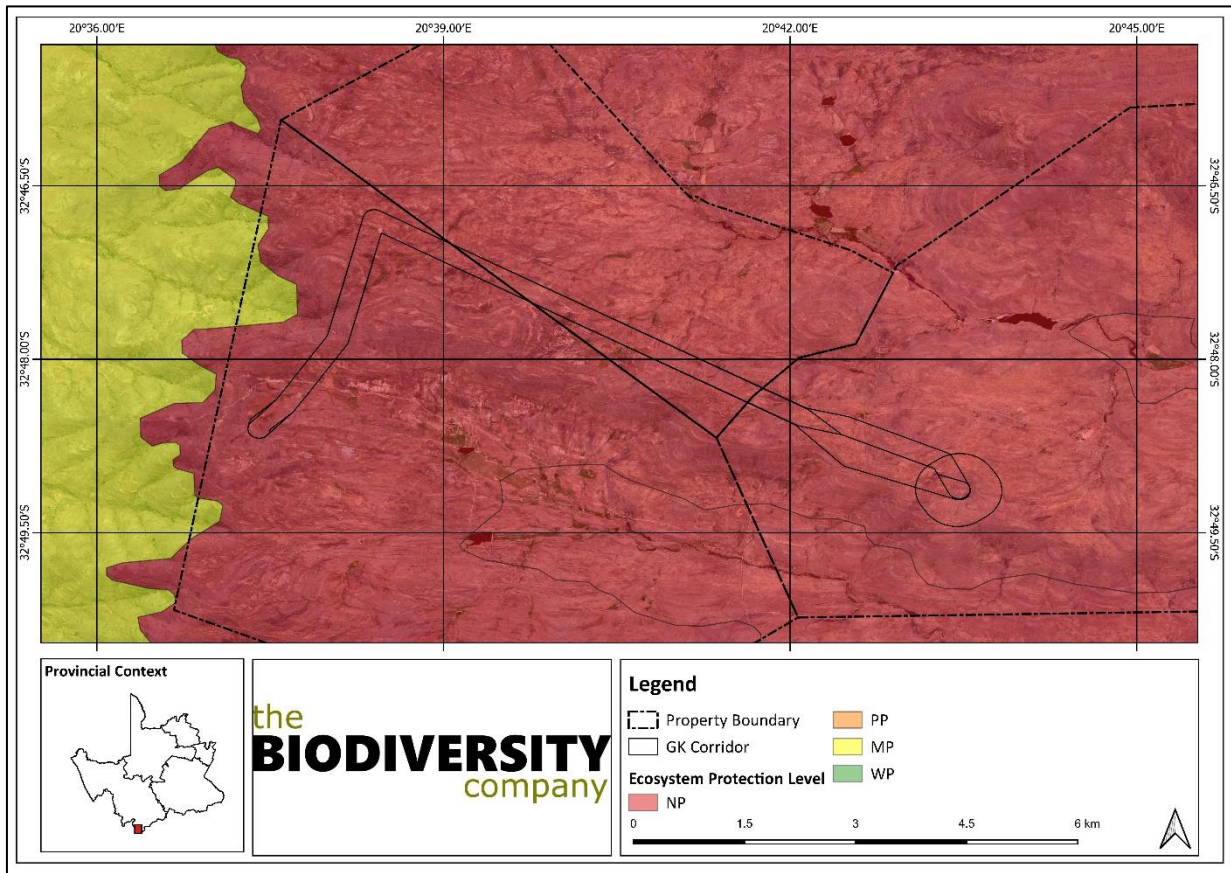 20°36.00'E 20°39.00'E 20°42.00'E 20°45.00'E
32°46.50'S 32°46.50'S
32°48.00'S 32°48.00'S
32°49.50'S 32°49.50'S
Provincial Context
the
BIODIVERSITY
company
Legend
Property Boundary
GK Corridor
Ecosystem Protection Level
NP
PP
MP
WP
0 1.5 3 4.5 6 km